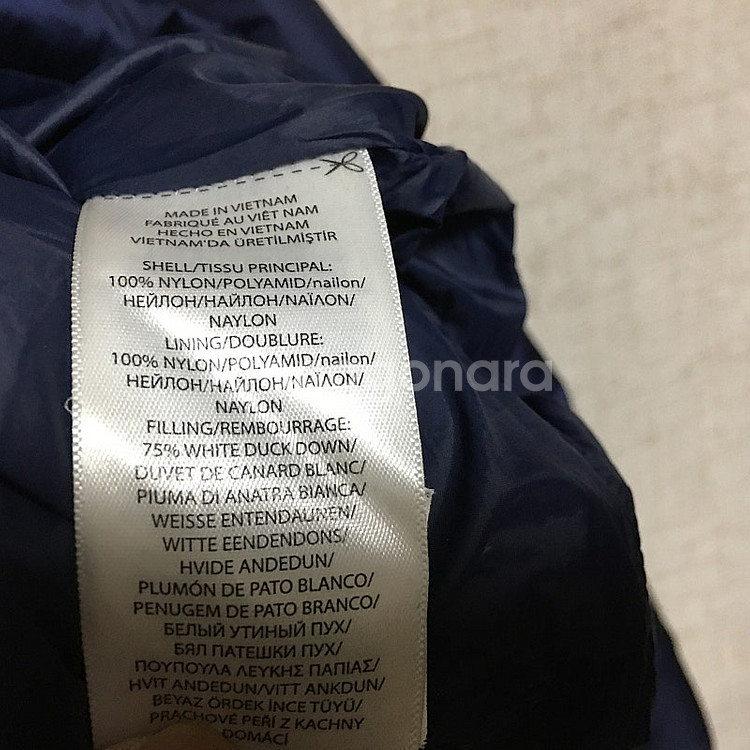 MADE IN VIETNAM
FABRIQUÉ AU VIÊT NAM
HECHO EN VIETNAM
VIETNAM'DA ÜRETİLMİŞTİR
SHELL/TISSU PRINCIPAL:
100% NYLON/POLYAMID/nailon/
НЕЙЛОН/НАЙЛОН/ΝΑΪΛΟΝ/
NAYLON
LINING/DOUBLURE:
100% NYLON/POLYAMID/nailon/
НЕЙЛОН/НАЙЛОН/ΝΑΪΛΟΝ/
NAYLON
FILLING/REMBOURRAGE:
75% WHITE DUCK DOWN/
DUVET DE CANARD BLANC/
PIUMA DI ANATRA BIANCA/
WEISSE ENTENDAUNEN/
WITTE EENDENDONS/
HVIDE ANDEDUN/
PLUMÓN DE PATO BLANCO/
PENUGEM DE PATO BRANCO/
БЕЛЫЙ УТИНЫЙ ПУХ/
БЯЛ ПАТЕШКИ ПУХ/
ΠΟΥΠΟΥΛΑ ΛΕΥΚΗΣ ΠΑΠΙΑΣ/
HVIT ANDEDUN/VITT ANKDUN/
BEYAZ ÖRDEK İNCE TÜYÜ/
PRACHOVÉ PEŘÍ Z KACHNY
DOMÁCÍ